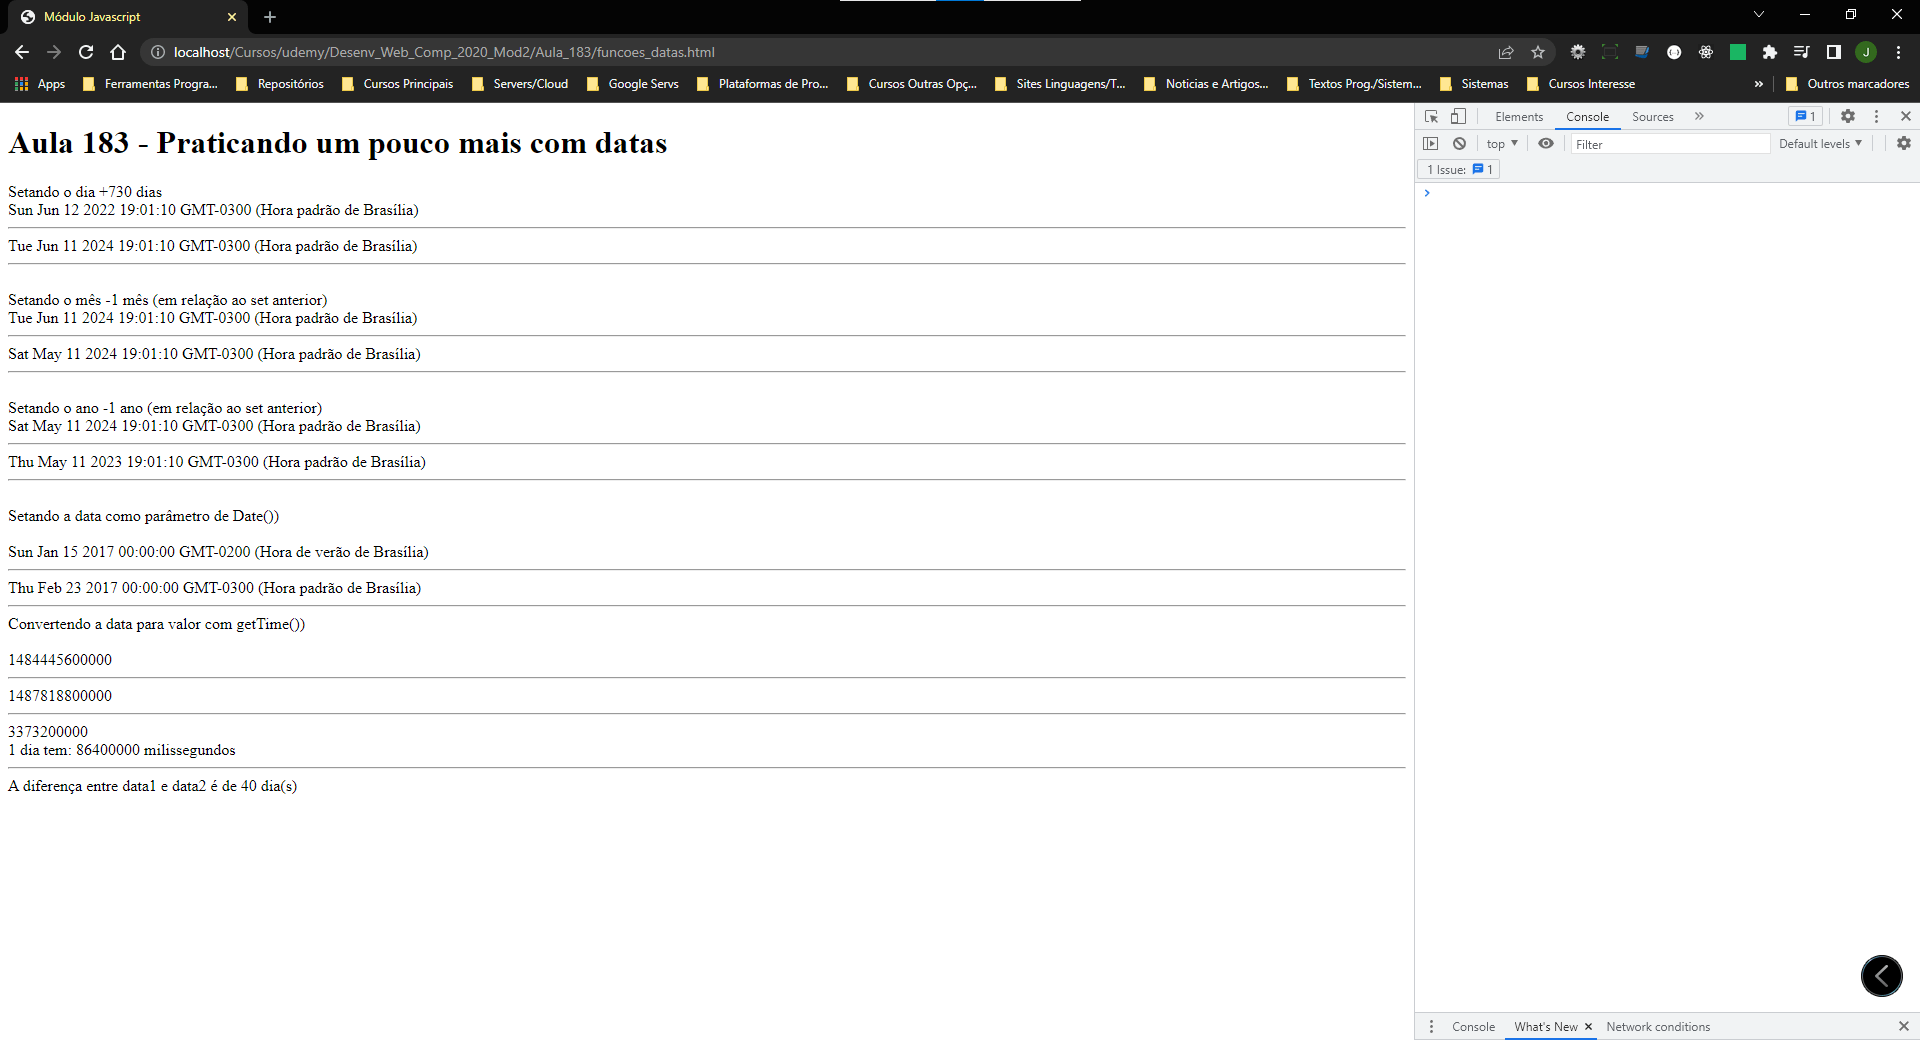 Módulo Javascript
localhost/Cursos/udemy/Desenv_Web_Comp_2020_Mod2/Aula_183/funcoes_datas.html
J
Apps Ferramentas Progra... Repositórios Cursos Principais Servers/Cloud Google Servs Plataformas de Pro... Cursos Outras Opç... Sites Linguagens/T... Noticias e Artigos... Textos Prog./Sistem... Sistemas Cursos Interesse » Outros marcadores
Aula 183 - Praticando um pouco mais com datas
Setando o dia +730 dias
Sun Jun 12 2022 19:01:10 GMT-0300 (Hora padrão de Brasília)
Tue Jun 11 2024 19:01:10 GMT-0300 (Hora padrão de Brasília)
Setando o mês -1 mês (em relação ao set anterior)
Tue Jun 11 2024 19:01:10 GMT-0300 (Hora padrão de Brasília)
Sat May 11 2024 19:01:10 GMT-0300 (Hora padrão de Brasília)
Setando o ano -1 ano (em relação ao set anterior)
Sat May 11 2024 19:01:10 GMT-0300 (Hora padrão de Brasília)
Thu May 11 2023 19:01:10 GMT-0300 (Hora padrão de Brasília)
Setando a data como parâmetro de Date())
Sun Jan 15 2017 00:00:00 GMT-0200 (Hora de verão de Brasília)
Thu Feb 23 2017 00:00:00 GMT-0300 (Hora padrão de Brasília)
Convertendo a data para valor com getTime())
1484445600000
1487818800000
3373200000
1 dia tem: 86400000 milissegundos
A diferença entre data1 e data2 é de 40 dia(s)
Elements Console Sources » 1
top Filter Default levels
1 Issue: 1
Console What's New Network conditions